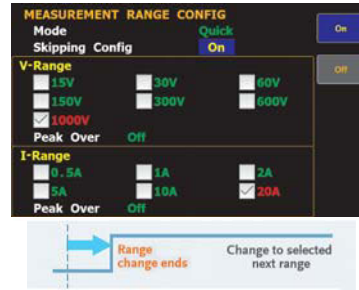 MEASUREMENT RANGE CONFIG
Mode Quick On
Skipping Config On
V-Range Off
15V 30V 60V
150V 300V 600V
1000V
Peak Over Off
I-Range
0.5A 1A 2A
5A 10A 20A
Peak Over Off
Range Change to selected
change ends next range